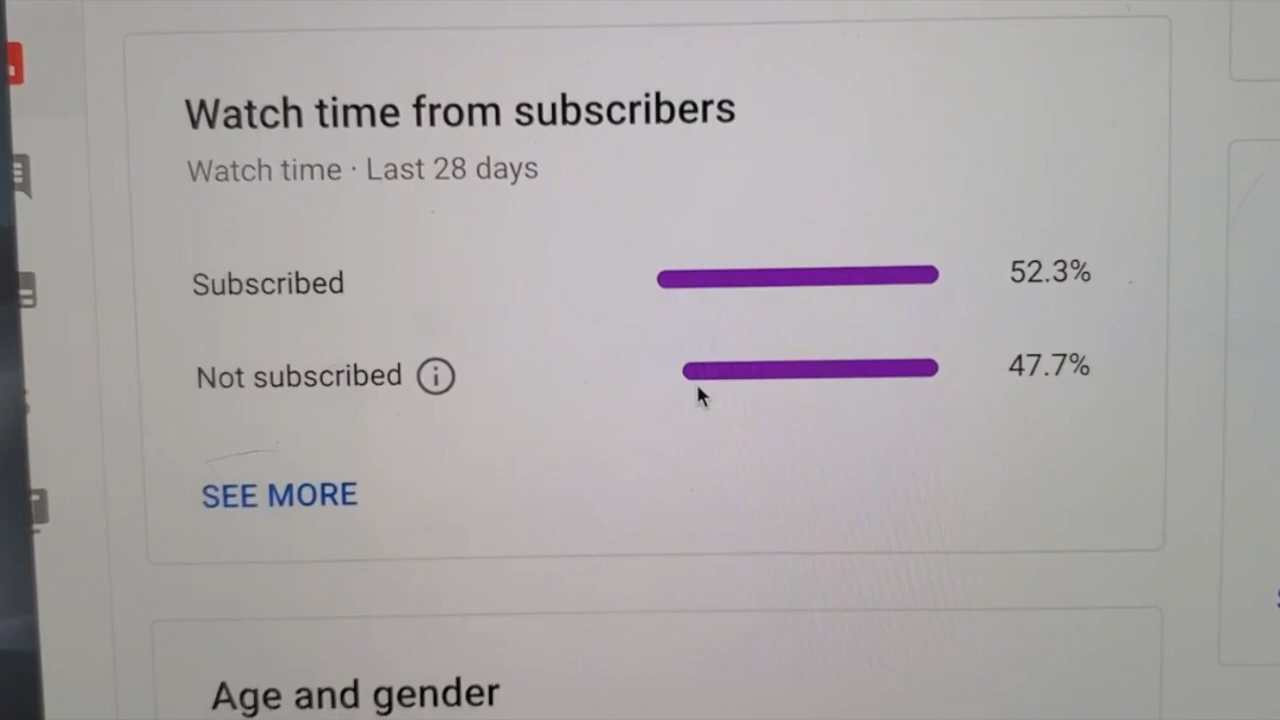 Watch time from subscribers
Watch time · Last 28 days
Subscribed 52.3%
Not subscribed 47.7%
SEE MORE
Age and gender